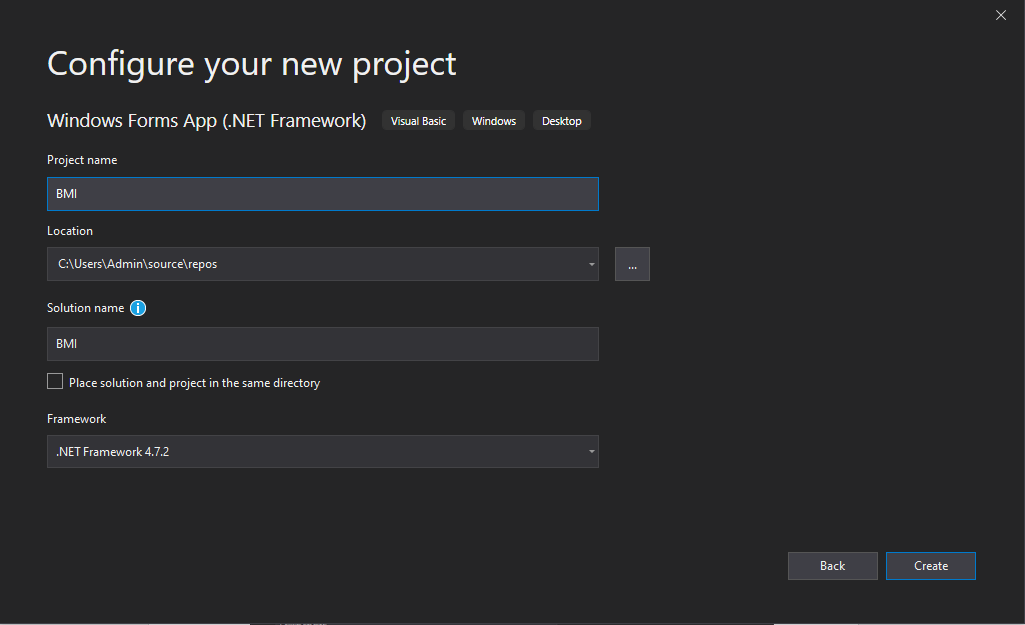 Configure your new project
Windows Forms App (.NET Framework) Visual Basic Windows Desktop
Project name
BMI
Location
C:\Users\Admin\source\repos
...
Solution name i
BMI
Place solution and project in the same directory
Framework
.NET Framework 4.7.2
Back Create